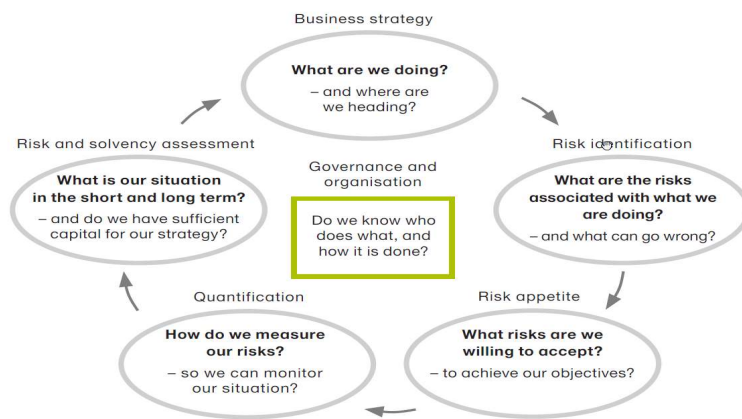 Business strategy
What are we doing?
– and where are
we heading?
Risk identification
What are the risks
associated with what we
are doing?
– and what can go wrong?
Risk appetite
What risks are we
willing to accept?
– to achieve our objectives?
Quantification
How do we measure
our risks?
– so we can monitor
our situation?
Risk and solvency assessment
What is our situation
in the short and long term?
– and do we have sufficient
capital for our strategy?
Governance and
organisation
Do we know who
does what, and
how it is done?